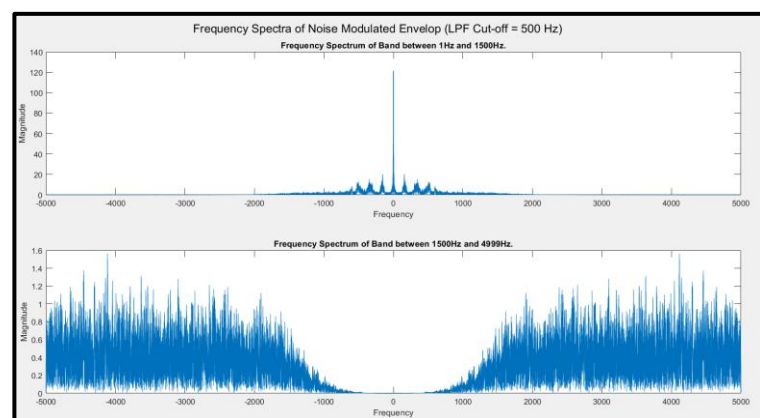 Frequency Spectra of Noise Modulated Envelop (LPF Cut-off = 500 Hz)
Frequency Spectrum of Band between 1Hz and 1500Hz.
Magnitude
140
120
100
80
60
40
20
0
-5000 -4000 -3000 -2000 -1000 0 1000 2000 3000 4000 5000
Frequency
Frequency Spectrum of Band between 1500Hz and 4999Hz.
Magnitude
1.6
1.4
1.2
1
0.8
0.6
0.4
0.2
0
-5000 -4000 -3000 -2000 -1000 0 1000 2000 3000 4000 5000
Frequency